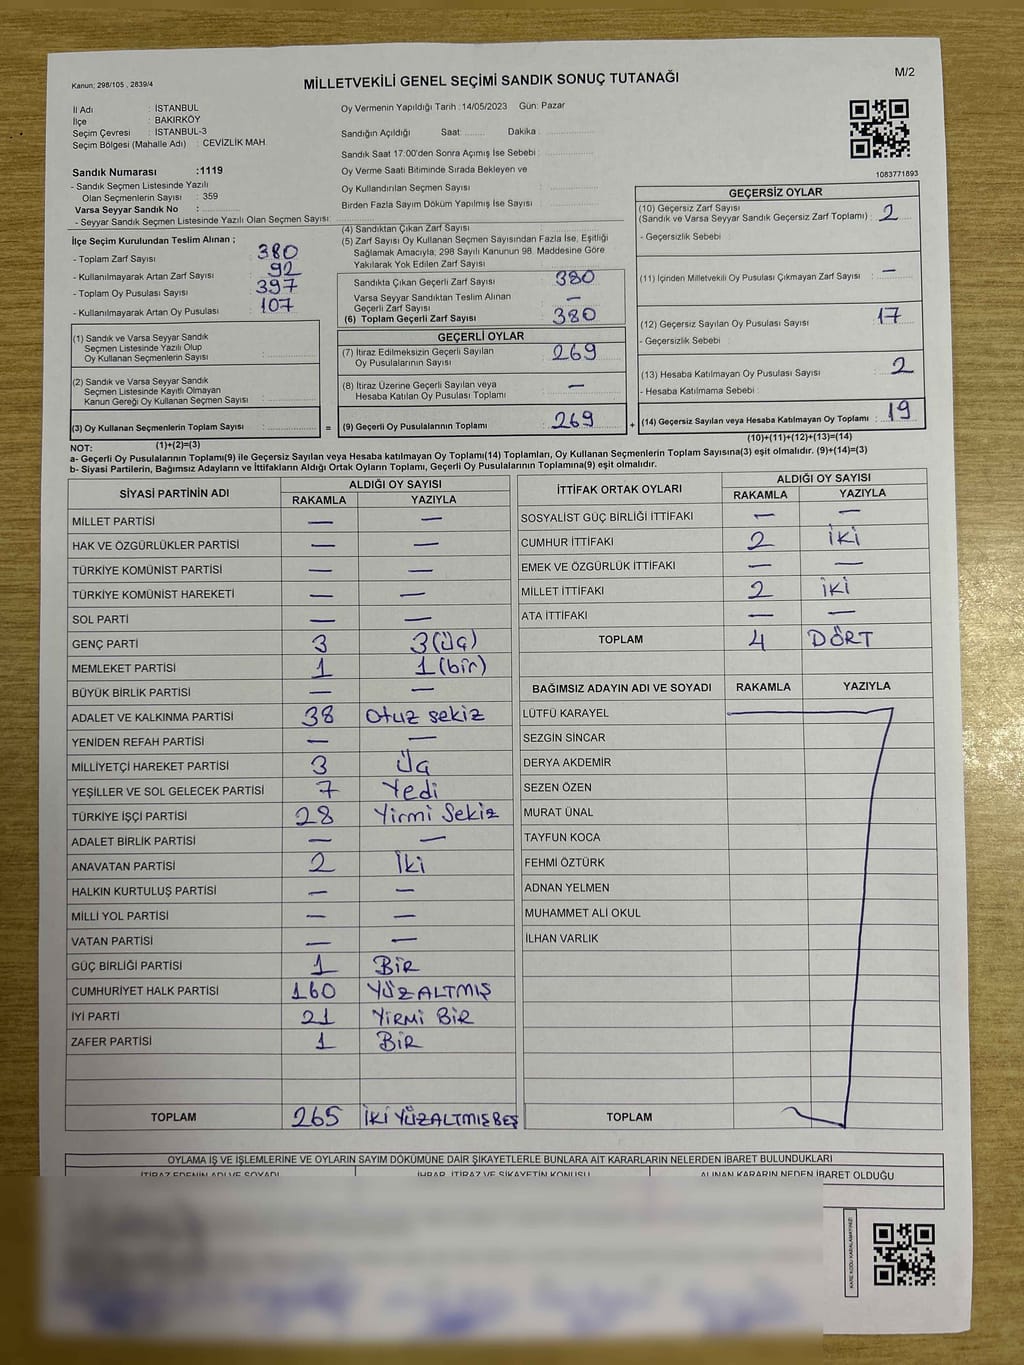 Kanun; 298/105 , 2839/4
MİLLETVEKİLİ GENEL SEÇİMİ SANDIK SONUÇ TUTANAĞI
M/2
İl Adı : İSTANBUL
İlçe : BAKIRKÖY
Seçim Çevresi : İSTANBUL-3
Seçim Bölgesi (Mahalle Adı) : CEVİZLİK MAH.
Sandık Numarası :1119
- Sandık Seçmen Listesinde Yazılı
Olan Seçmenlerin Sayısı : 359
Varsa Seyyar Sandık No :
- Seyyar Sandık Seçmen Listesinde Yazılı Olan Seçmen Sayısı:
Oy Vermenin Yapıldığı Tarih : 14/05/2023 Gün: Pazar
Sandığın Açıldığı Saat: Dakika :
Sandık Saat 17:00'den Sonra Açımış İse Sebebi :
Oy Verme Saati Bitiminde Sırada Bekleyen ve
Oy Kullandırılan Seçmen Sayısı :
Birden Fazla Sayım Döküm Yapılmış İse Sayısı :
1083771893
İlçe Seçim Kurulundan Teslim Alınan ;
- Toplam Zarf Sayısı : 380
- Kullanılmayarak Artan Zarf Sayısı : 92
- Toplam Oy Pusulası Sayısı : 397
- Kullanılmayarak Artan Oy Pusulası : 107
(1) Sandık ve Varsa Seyyar Sandık
Seçmen Listesinde Yazılı Olup
Oy Kullanan Seçmenlerin Sayısı :
(2) Sandık ve Varsa Seyyar Sandık
Seçmen Listesinde Kayıtlı Olmayan
Kanun Gereği Oy Kullanan Seçmen Sayısı :
(3) Oy Kullanan Seçmenlerin Toplam Sayısı :
(1)+(2)=(3)
(4) Sandıktan Çıkan Zarf Sayısı :
(5) Zarf Sayısı Oy Kullanan Seçmen Sayısından Fazla İse, Eşitliği
Sağlamak Amacıyla, 298 Sayılı Kanunun 98. Maddesine Göre
Yakılarak Yok Edilen Zarf Sayısı :
Sandıkta Çıkan Geçerli Zarf Sayısı : 380
Varsa Seyyar Sandıktan Teslim Alınan
Geçerli Zarf Sayısı : —
(6) Toplam Geçerli Zarf Sayısı : 380
GEÇERLİ OYLAR
(7) İtiraz Edilmeksizin Geçerli Sayılan
Oy Pusulalarının Sayısı : 269
(8) İtiraz Üzerine Geçerli Sayılan veya
Hesaba Katılan Oy Pusulası Toplamı : —
= (9) Geçerli Oy Pusulalarının Toplamı : 269
GEÇERSİZ OYLAR
(10) Geçersiz Zarf Sayısı
(Sandık ve Varsa Seyyar Sandık Geçersiz Zarf Toplamı) : 2
- Geçersizlik Sebebi :
(11) İçinden Milletvekili Oy Pusulası Çıkmayan Zarf Sayısı : —
(12) Geçersiz Sayılan Oy Pusulası Sayısı : 17
- Geçersizlik Sebebi :
(13) Hesaba Katılmayan Oy Pusulası Sayısı : 2
- Hesaba Katılmama Sebebi :
+ (14) Geçersiz Sayılan veya Hesaba Katılmayan Oy Toplamı : 19
(10)+(11)+(12)+(13)=(14)
NOT:
a- Geçerli Oy Pusulalarının Toplamı(9) ile Geçersiz Sayılan veya Hesaba katılmayan Oy Toplamı(14) Toplamları, Oy Kullanan Seçmenlerin Toplam Sayısına(3) eşit olmalıdır. (9)+(14)=(3)
b- Siyasi Partilerin, Bağımsız Adayların ve İttifakların Aldığı Ortak Oyların Toplamı, Geçerli Oy Pusulalarının Toplamına(9) eşit olmalıdır.
SİYASİ PARTİNİN ADI ALDIĞI OY SAYISI
RAKAMLA YAZIYLA
MİLLET PARTİSİ — —
HAK VE ÖZGÜRLÜKLER PARTİSİ — —
TÜRKİYE KOMÜNİST PARTİSİ — —
TÜRKİYE KOMÜNİST HAREKETİ — —
SOL PARTİ — —
GENÇ PARTİ 3 3(üç)
MEMLEKET PARTİSİ 1 1(bir)
BÜYÜK BİRLİK PARTİSİ — —
ADALET VE KALKINMA PARTİSİ 38 otuz sekiz
YENİDEN REFAH PARTİSİ — —
MİLLİYETÇİ HAREKET PARTİSİ 3 Üç
YEŞİLLER VE SOL GELECEK PARTİSİ 7 Yedi
TÜRKİYE İŞÇİ PARTİSİ 28 Yirmi Sekiz
ADALET BİRLİK PARTİSİ — —
ANAVATAN PARTİSİ 2 İki
HALKIN KURTULUŞ PARTİSİ — —
MİLLİ YOL PARTİSİ — —
VATAN PARTİSİ — —
GÜÇ BİRLİĞİ PARTİSİ 1 BİR
CUMHURİYET HALK PARTİSİ 160 YÜZALTMIŞ
İYİ PARTİ 21 YİRMİ BİR
ZAFER PARTİSİ 1 BİR
TOPLAM 265 İKİ YÜZALTMIŞBEŞ
İTTİFAK ORTAK OYLARI ALDIĞI OY SAYISI
RAKAMLA YAZIYLA
SOSYALİST GÜÇ BİRLİĞİ İTTİFAKI — —
CUMHUR İTTİFAKI 2 İKİ
EMEK VE ÖZGÜRLÜK İTTİFAKI — —
MİLLET İTTİFAKI 2 İKİ
ATA İTTİFAKI — —
TOPLAM 4 DÖRT
BAĞIMSIZ ADAYIN ADI VE SOYADI RAKAMLA YAZIYLA
LÜTFÜ KARAYEL
SEZGİN SİNCAR
DERYA AKDEMİR
SEZEN ÖZEN
MURAT ÜNAL
TAYFUN KOCA
FEHMİ ÖZTÜRK
ADNAN YELMEN
MUHAMMET ALİ OKUL
İLHAN VARLIK
TOPLAM
OYLAMA İŞ VE İŞLEMLERİNE VE OYLARIN SAYIM DÖKÜMÜNE DAİR ŞİKAYETLERLE BUNLARA AİT KARARLARIN NELERDEN İBARET BULUNDUKLARI
İTİRAZ EDENİN ADI VE SOYADI İHBAR, İTİRAZ VE ŞİKAYETİN KONUSU ALINAN KARARIN NEDEN İBARET OLDUĞU
KARE KODU KARALAMAYINIZ!